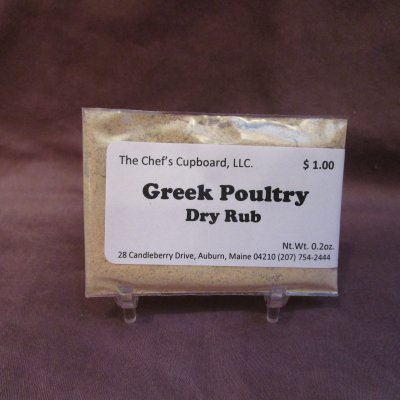 The Chef's Cupboard, LLC. $ 1.00
Greek Poultry
Dry Rub
Nt.Wt. 0.2oz.
28 Candleberry Drive, Auburn, Maine 04210 (207) 754-2444